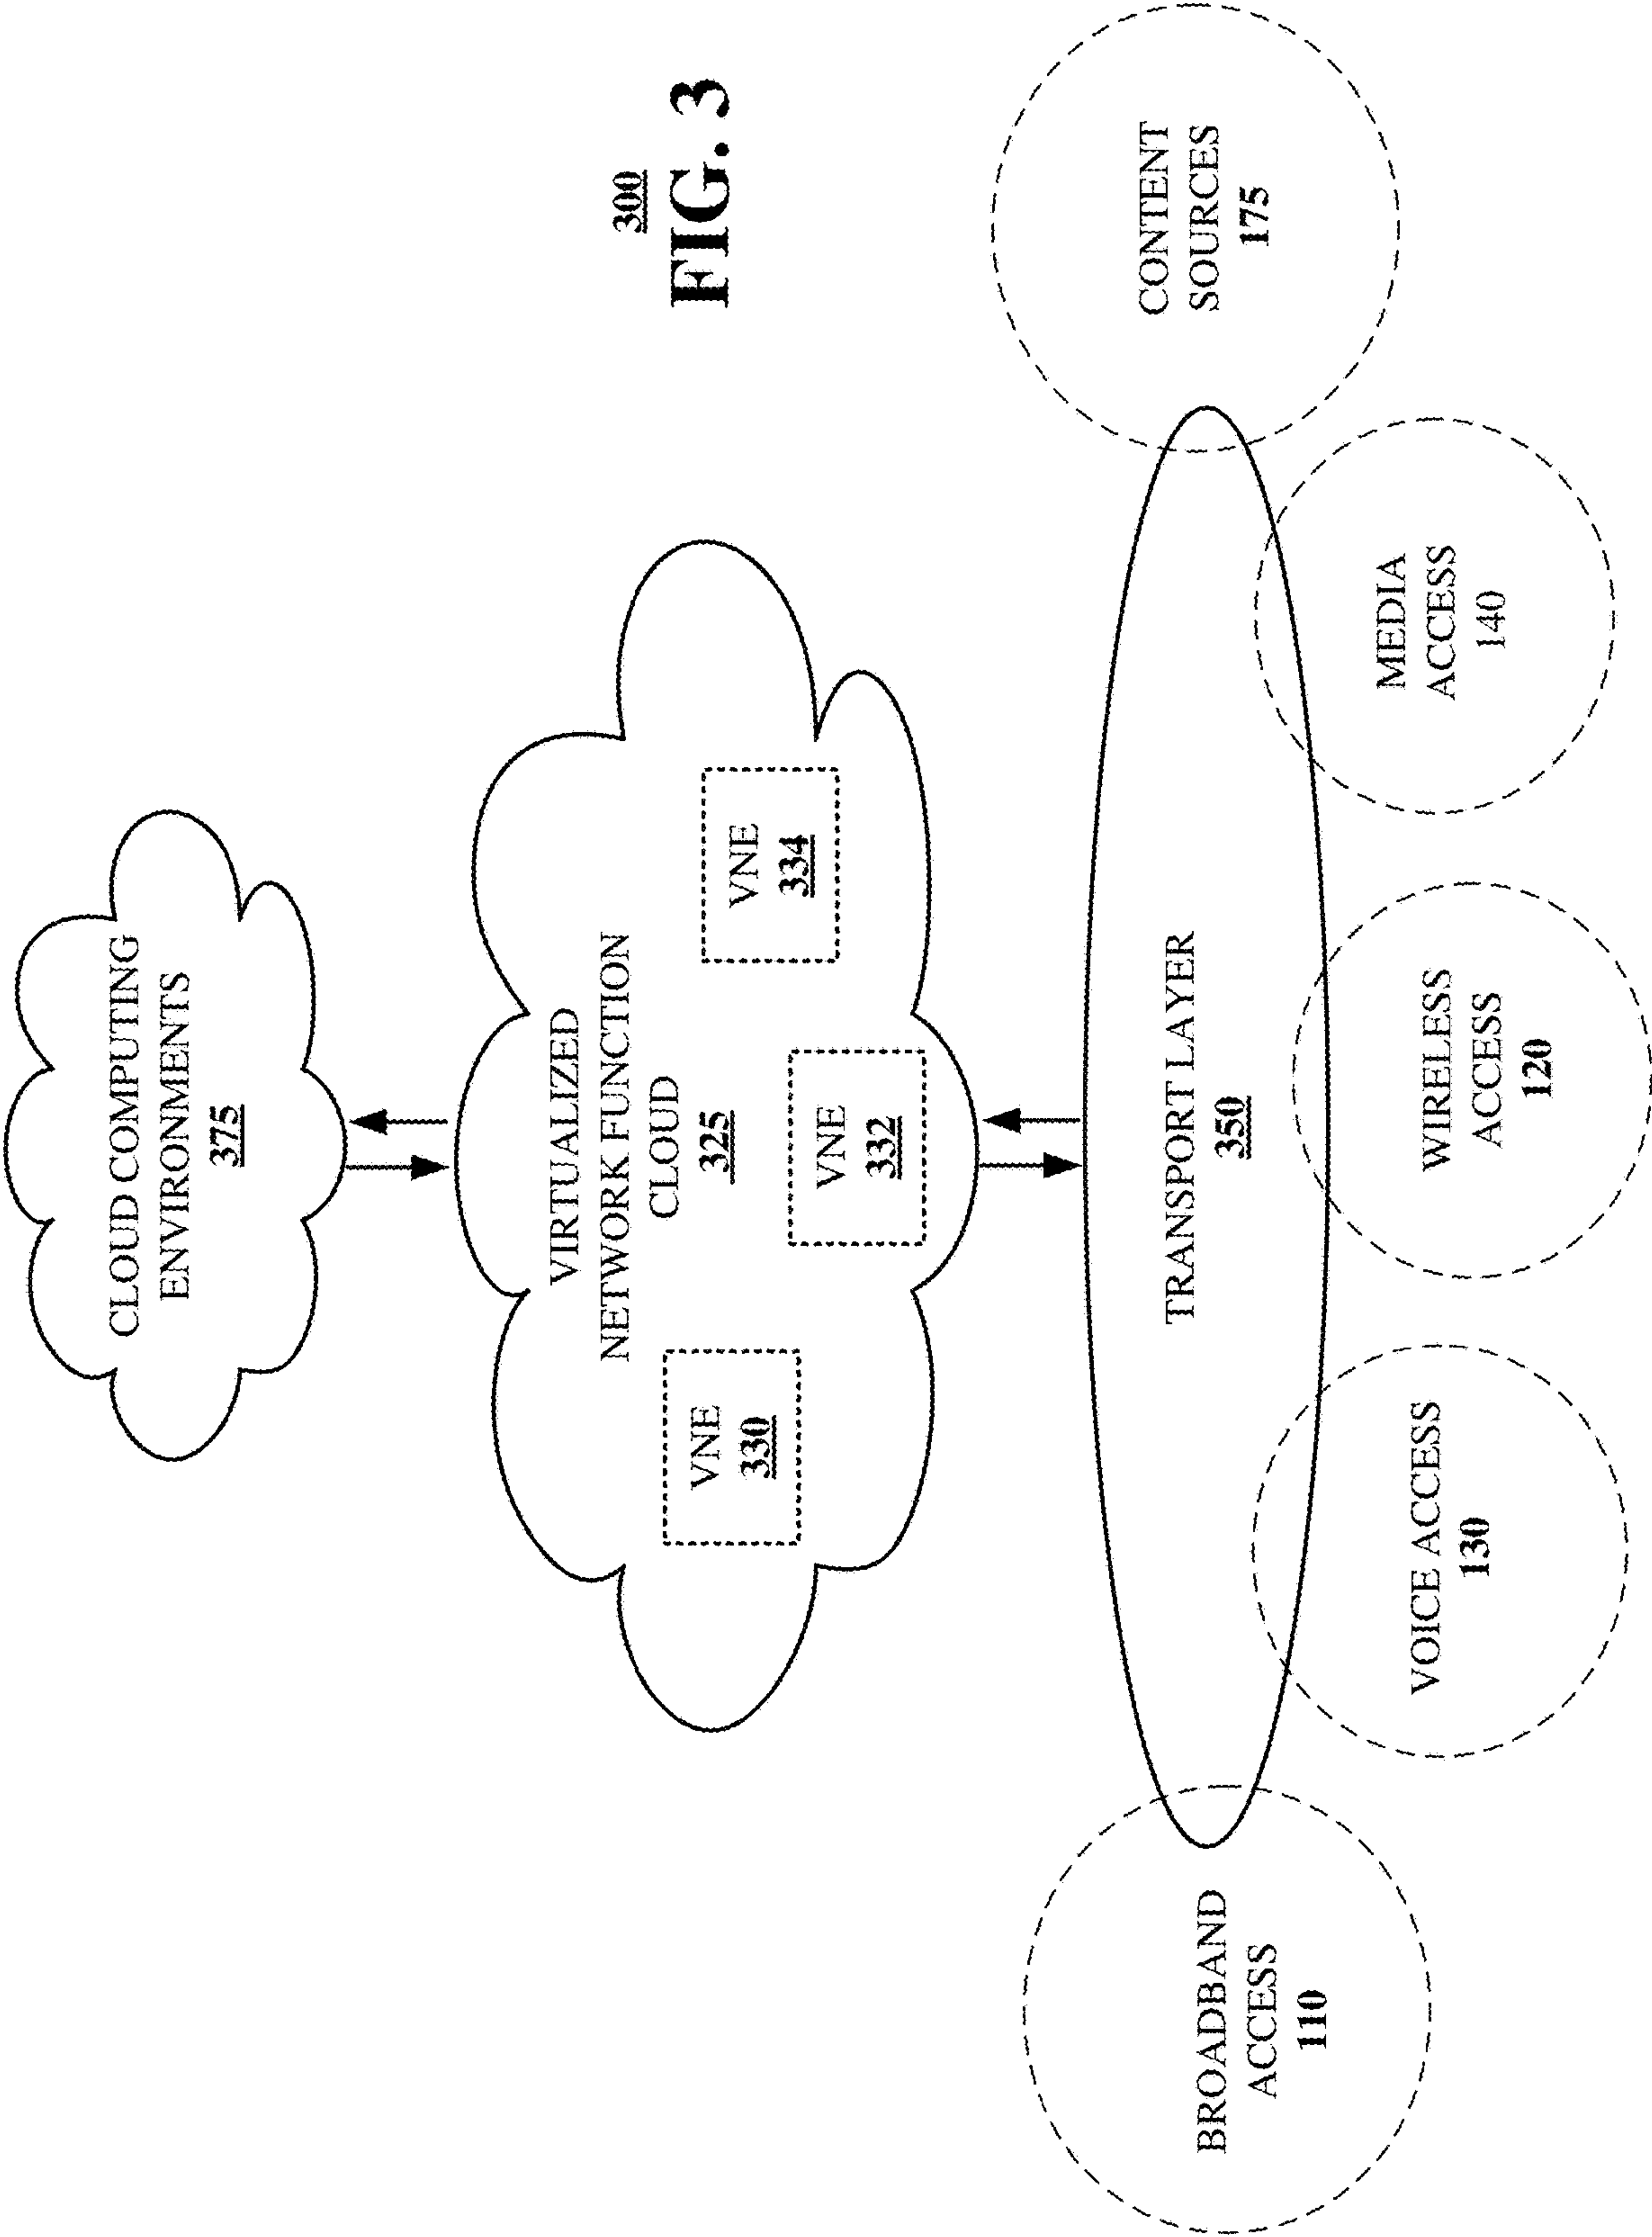 CLOUD COMPUTING
ENVIRONMENTS
375
VIRTUALIZED
NETWORK FUNCTION
CLOUD
325
VNE
330
VNE
332
VNE
334
300
FIG. 3
TRANSPORT LAYER
350
BROADBAND
ACCESS
110
VOICE ACCESS
130
WIRELESS
ACCESS
120
MEDIA
ACCESS
140
CONTENT
SOURCES
175